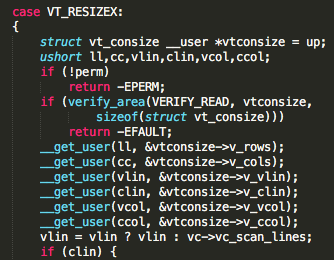 case VT_RESIZEX:
{
struct vt_consize __user *vtconsize = up;
ushort ll,cc,vlin,clin,vcol,ccol;
if (!perm)
return -EPERM;
if (verify_area(VERIFY_READ, vtconsize,
sizeof(struct vt_consize)))
return -EFAULT;
__get_user(ll, &vtconsize->v_rows);
__get_user(cc, &vtconsize->v_cols);
__get_user(vlin, &vtconsize->v_vlin);
__get_user(clin, &vtconsize->v_clin);
__get_user(vcol, &vtconsize->v_vcol);
__get_user(ccol, &vtconsize->v_ccol);
vlin = vlin ? vlin : vc->vc_scan_lines;
if (clin) {